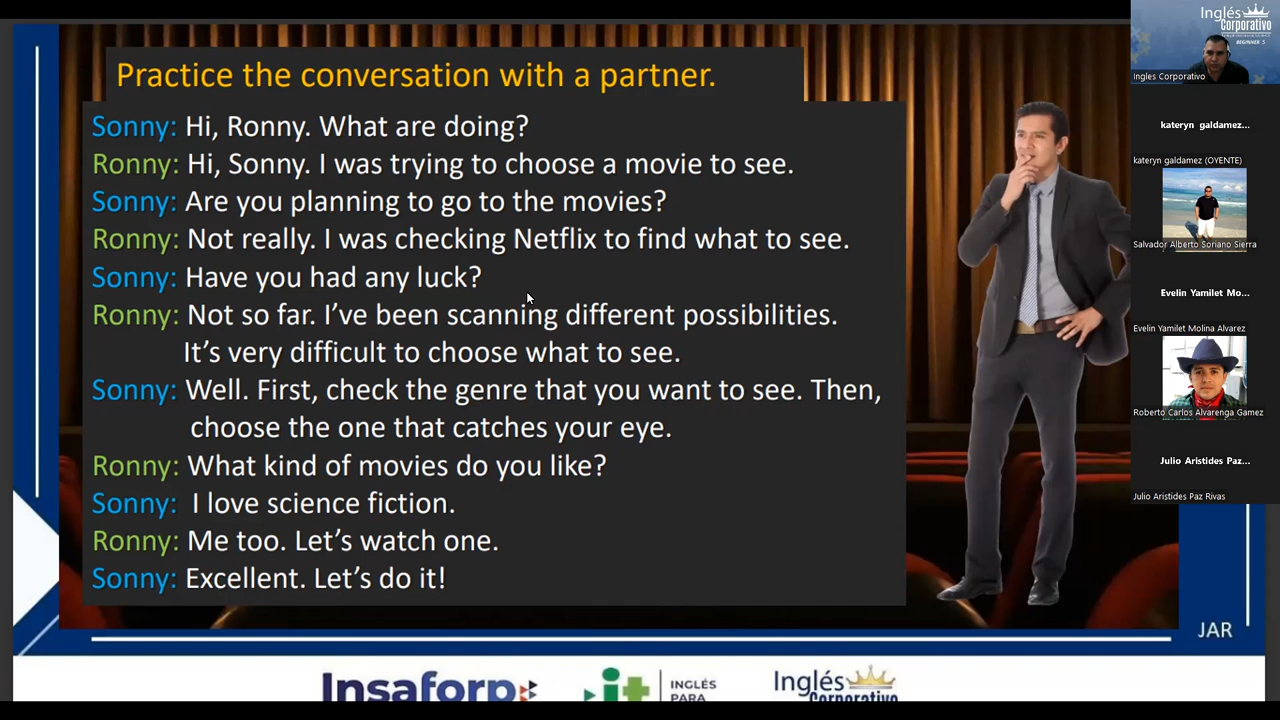 Practice the conversation with a partner.
Sonny: Hi, Ronny. What are doing?
Ronny: Hi, Sonny. I was trying to choose a movie to see.
Sonny: Are you planning to go to the movies?
Ronny: Not really. I was checking Netflix to find what to see.
Sonny: Have you had any luck?
Ronny: Not so far. I’ve been scanning different possibilities.
It’s very difficult to choose what to see.
Sonny: Well. First, check the genre that you want to see. Then,
choose the one that catches your eye.
Ronny: What kind of movies do you like?
Sonny: I love science fiction.
Ronny: Me too. Let’s watch one.
Sonny: Excellent. Let’s do it!
JAR
Insaforp
it
INGLÉS
PARA
Inglés
Corporativo
Inglés
Corporativo
BEGINNER 5
Ingles Corporativo
kateryn galdamez...
kateryn galdamez (OYENTE)
Salvador Alberto Soriano Sierra
Evelin Yamilet Mo...
Evelin Yamilet Molina Alvarez
Roberto Carlos Alvarenga Gamez
Julio Aristides Paz...
Julio Aristides Paz Rivas